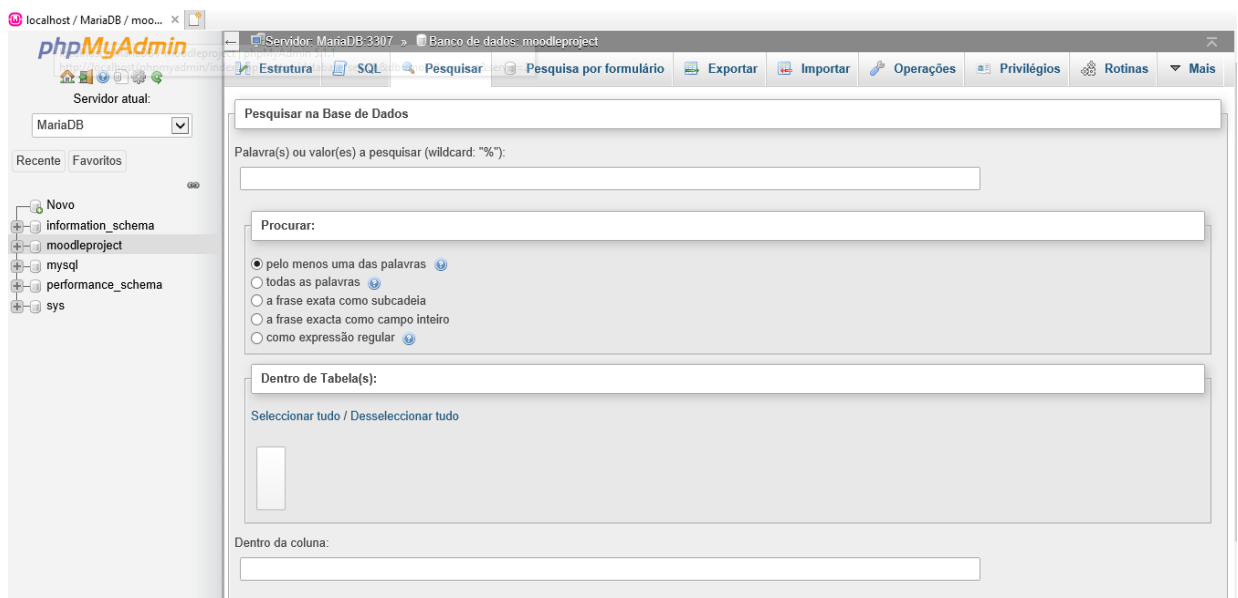 localhost / MariaDB / moo...
phpMyAdmin
Servidor atual:
MariaDB
Recente Favoritos
Novo
information_schema
moodleproject
mysql
performance_schema
sys
Servidor: MariaDB:3307 » Banco de dados: moodleproject
Estrutura SQL Pesquisar Pesquisa por formulário Exportar Importar Operações Privilégios Rotinas Mais
Pesquisar na Base de Dados
Palavra(s) ou valor(es) a pesquisar (wildcard: "%"):
Procurar:
pelo menos uma das palavras
todas as palavras
a frase exata como subcadeia
a frase exacta como campo inteiro
como expressão regular
Dentro de Tabela(s):
Seleccionar tudo / Desseleccionar tudo
Dentro da coluna: